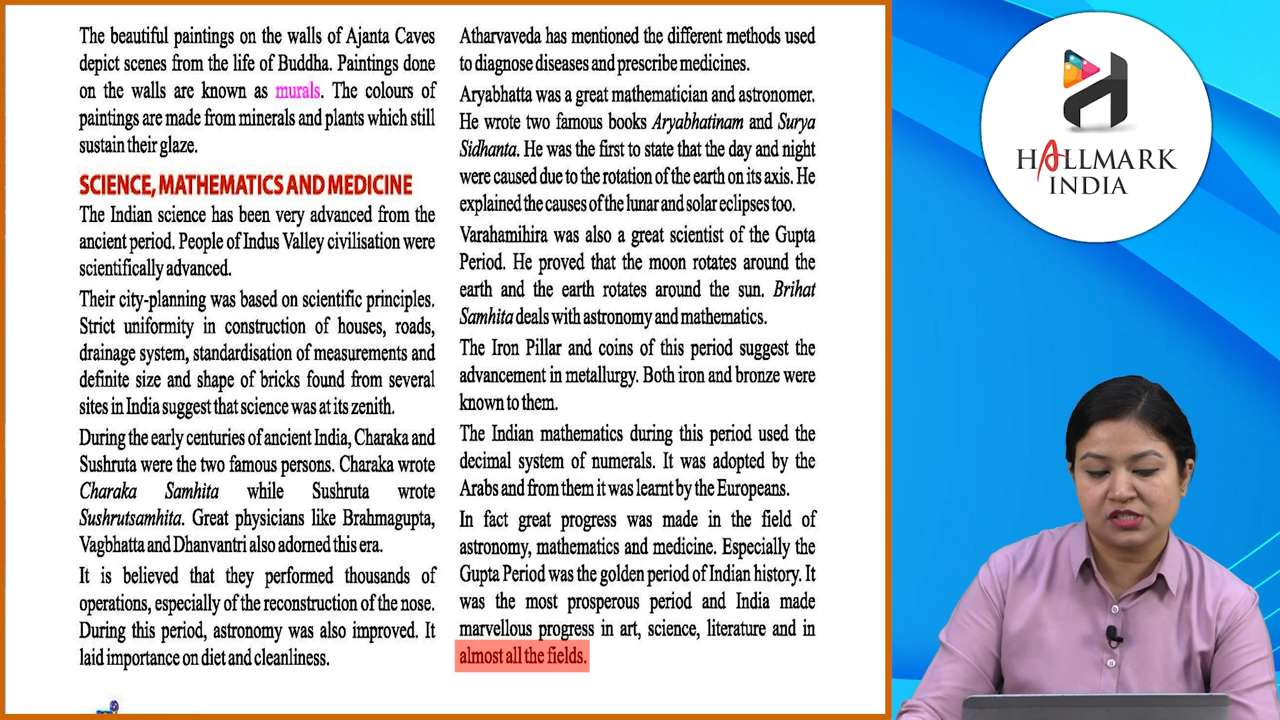 The beautiful paintings on the walls of Ajanta Caves
depict scenes from the life of Buddha. Paintings done
on the walls are known as murals. The colours of
paintings are made from minerals and plants which still
sustain their glaze.
SCIENCE, MATHEMATICS AND MEDICINE
The Indian science has been very advanced from the
ancient period. People of Indus Valley civilisation were
scientifically advanced.
Their city-planning was based on scientific principles.
Strict uniformity in construction of houses, roads,
drainage system, standardisation of measurements and
definite size and shape of bricks found from several
sites in India suggest that science was at its zenith.
During the early centuries of ancient India, Charaka and
Sushruta were the two famous persons. Charaka wrote
Charaka Samhita while Sushruta wrote
Sushrutsamhita. Great physicians like Brahmagupta,
Vagbhatta and Dhanvantri also adorned this era.
It is believed that they performed thousands of
operations, especially of the reconstruction of the nose.
During this period, astronomy was also improved. It
laid importance on diet and cleanliness.
Atharvaveda has mentioned the different methods used
to diagnose diseases and prescribe medicines.
Aryabhatta was a great mathematician and astronomer.
He wrote two famous books Aryabhatinam and Surya
Sidhanta. He was the first to state that the day and night
were caused due to the rotation of the earth on its axis. He
explained the causes of the lunar and solar eclipses too.
Varahamihira was also a great scientist of the Gupta
Period. He proved that the moon rotates around the
earth and the earth rotates around the sun. Brihat
Samhita deals with astronomy and mathematics.
The Iron Pillar and coins of this period suggest the
advancement in metallurgy. Both iron and bronze were
known to them.
The Indian mathematics during this period used the
decimal system of numerals. It was adopted by the
Arabs and from them it was learnt by the Europeans.
In fact great progress was made in the field of
astronomy, mathematics and medicine. Especially the
Gupta Period was the golden period of Indian history. It
was the most prosperous period and India made
marvellous progress in art, science, literature and in
almost all the fields.
HALLMARK
INDIA